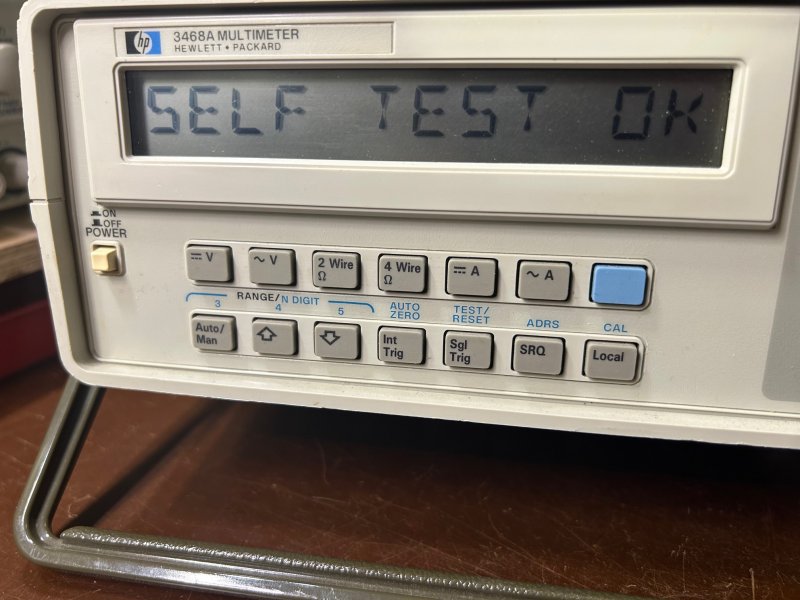 hp 3468A MULTIMETER
HEWLETT • PACKARD
SELF TEST OK
ON
OFF
POWER
V
~ V
2 Wire
Ω
4 Wire
Ω
A
~ A
RANGE/N DIGIT
3 4 5
AUTO
ZERO
TEST/
RESET
ADRS
CAL
Auto/
Man
Int
Trig
Sgl
Trig
SRQ
Local